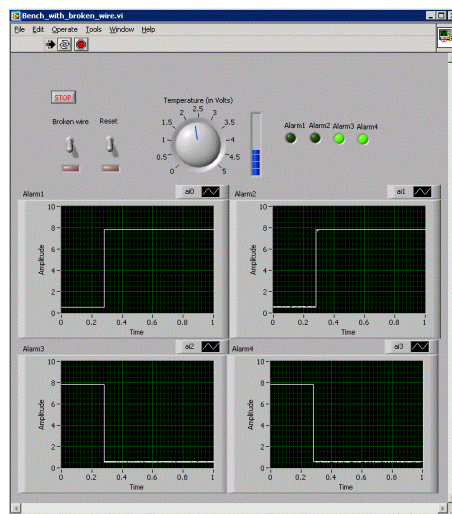 Bench_with_broken_wire.vi
File Edit Operate Tools Window Help
STOP
Temperature (in Volts)
Broken wire Reset
0 0.5 1 1.5 2 2.5 3 3.5 4 4.5 5
Alarm1 Alarm2 Alarm3 Alarm4
Alarm1 ai0
10
8
6
4
2
0
Amplitude
0 0.2 0.4 0.6 0.8 1
Time
Alarm2 ai1
10
8
6
4
2
0
Amplitude
0 0.2 0.4 0.6 0.8 1
Time
Alarm3 ai2
10
8
6
4
2
0
Amplitude
0 0.2 0.4 0.6 0.8 1
Time
Alarm4 ai3
10
8
6
4
2
0
Amplitude
0 0.2 0.4 0.6 0.8 1
Time